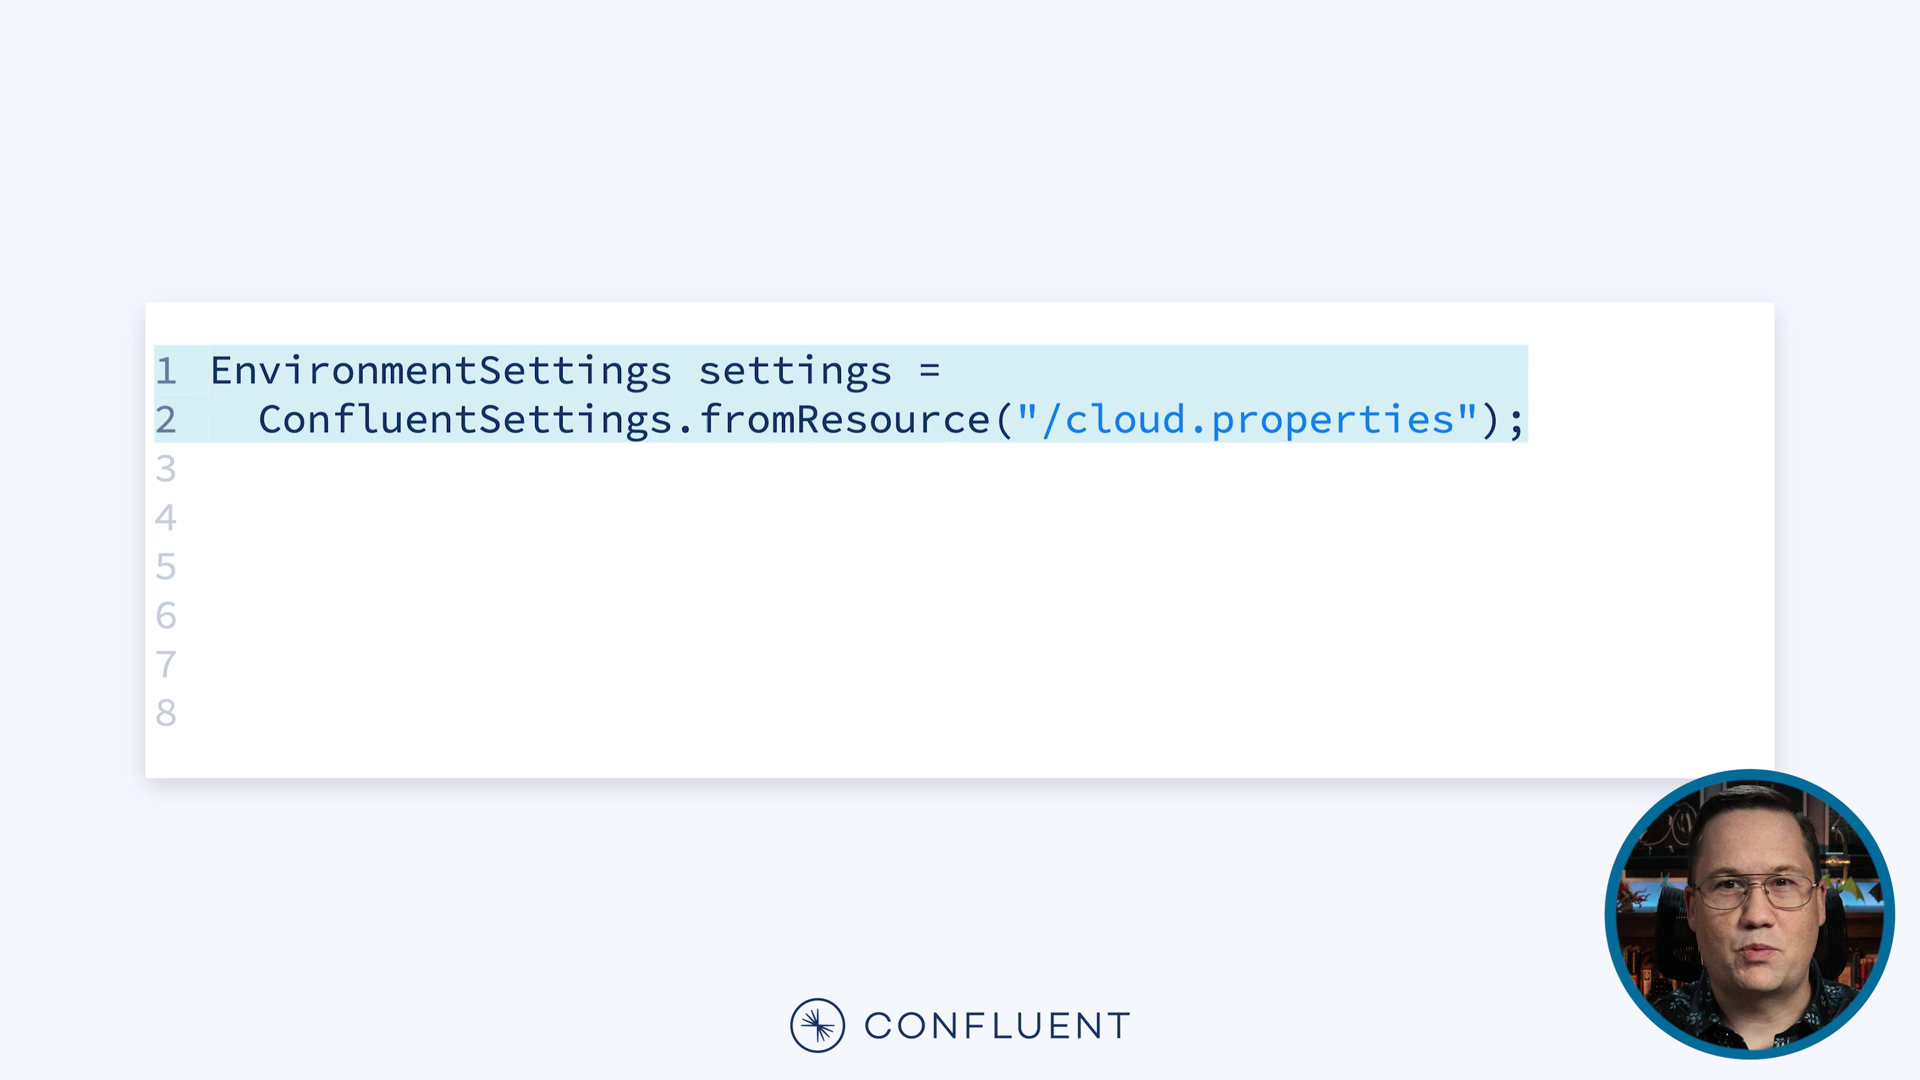 1 EnvironmentSettings settings =
2 ConfluentSettings.fromResource("/cloud.properties");
3
4
5
6
7
8
CONFLUENT